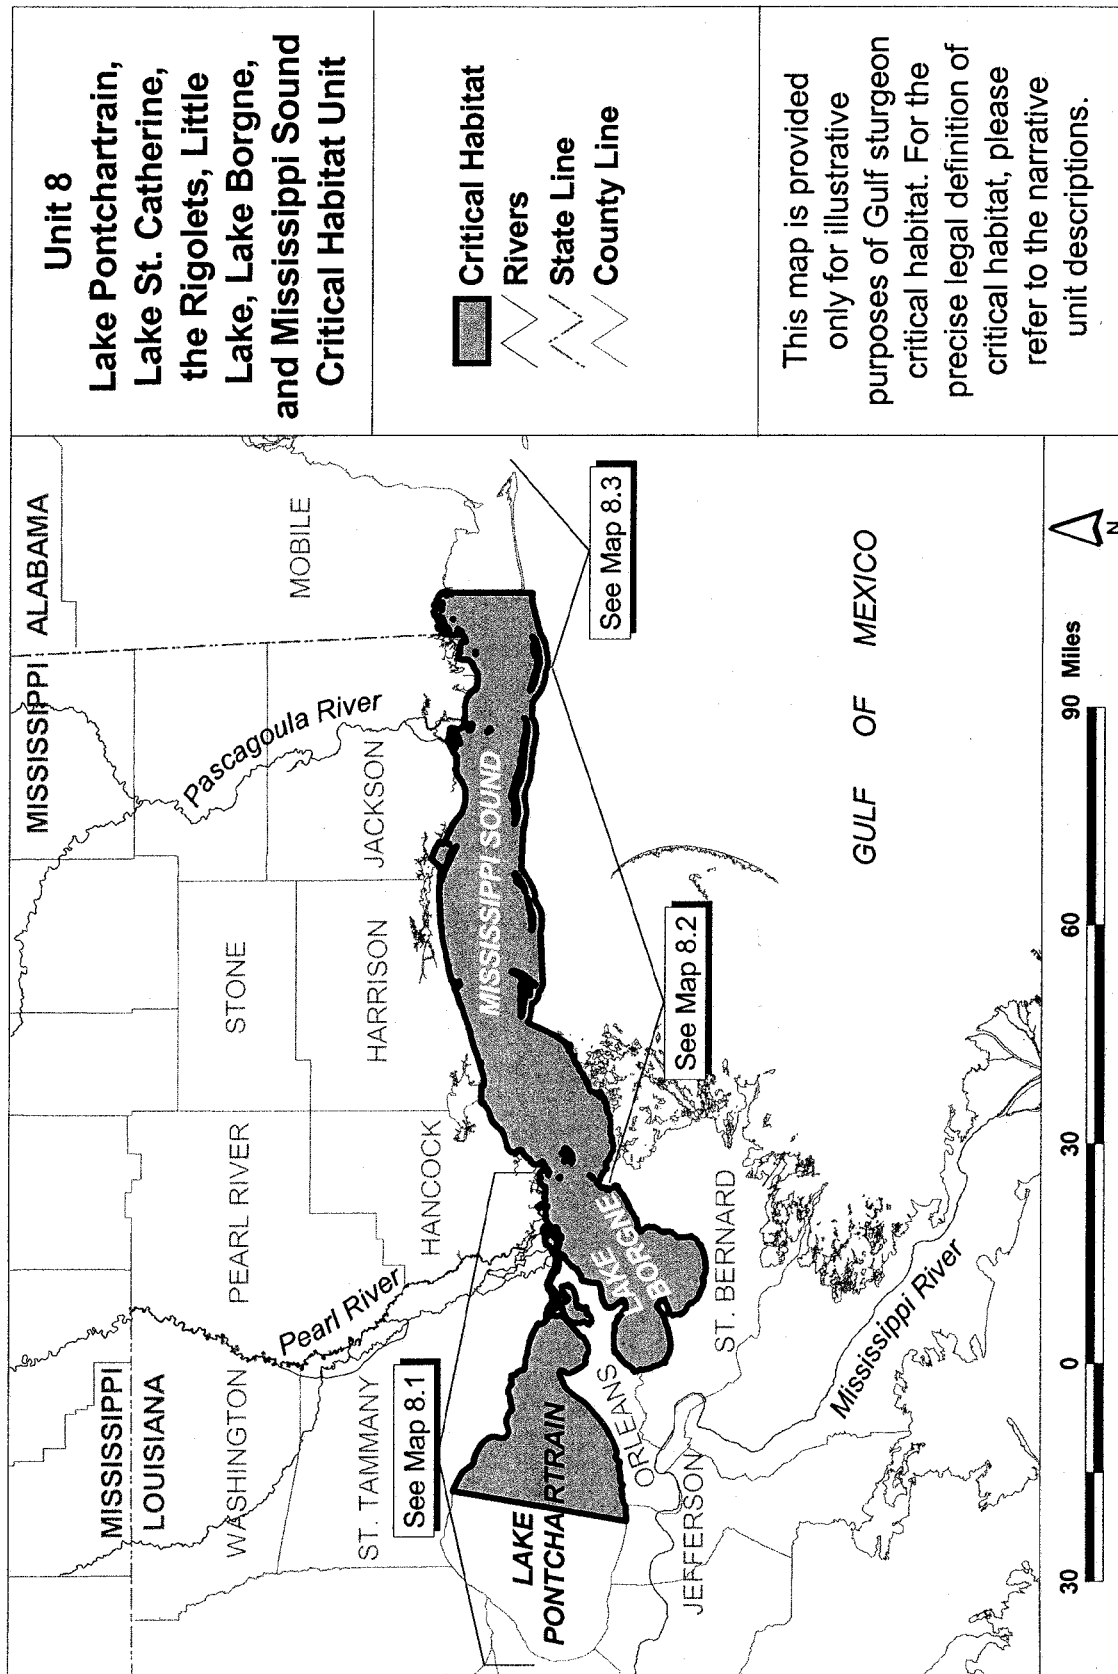 Unit 8
Lake Pontchartrain,
Lake St. Catherine,
the Rigolets, Little
Lake, Lake Borgne,
and Mississippi Sound
Critical Habitat Unit
Critical Habitat
Rivers
State Line
County Line
This map is provided
only for illustrative
purposes of Gulf sturgeon
critical habitat. For the
precise legal definition of
critical habitat, please
refer to the narrative
unit descriptions.
MISSISSIPPI
ALABAMA
MISSISSIPPI
LOUISIANA
WASHINGTON
PEARL RIVER
STONE
MOBILE
Pascagoula River
Pearl River
ST. TAMMANY
HANCOCK
HARRISON
JACKSON
See Map 8.1
MISSISSIPPI SOUND
LAKE
PONTCHARTRAIN
LAKE
BORGNE
See Map 8.3
See Map 8.2
ORLEANS
JEFFERSON
ST. BERNARD
Mississippi River
GULF OF MEXICO
30 0 30 60 90 Miles
N